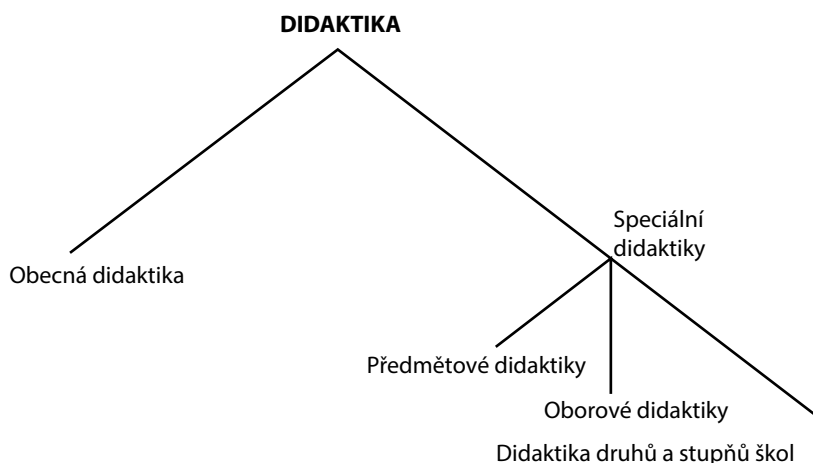 DIDAKTIKA
Speciální
didaktiky
Obecná didaktika
Předmětové didaktiky
Oborové didaktiky
Didaktika druhů a stupňů škol